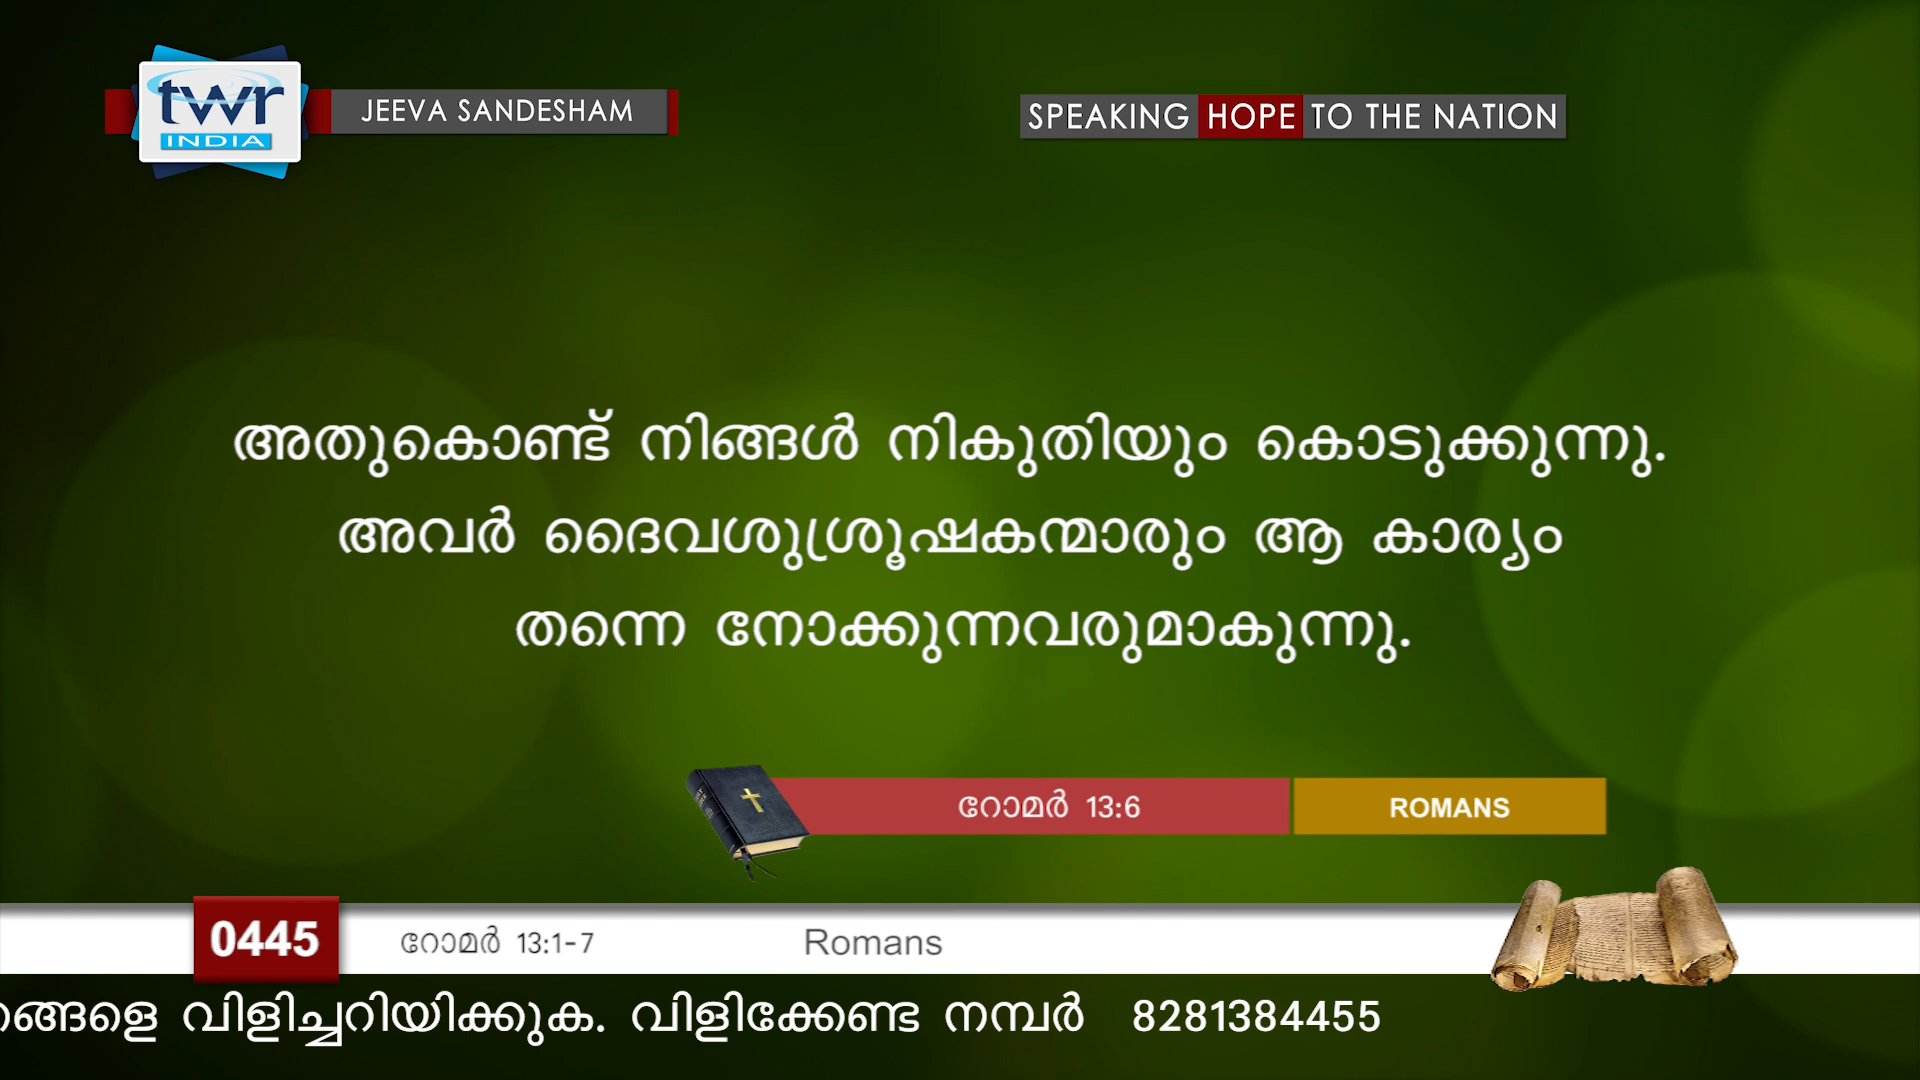 twr
INDIA
JEEVA SANDESHAM
SPEAKING HOPE TO THE NATION
അതുകൊണ്ട് നിങ്ങൾ നികുതിയും കൊടുക്കുന്നു.
അവർ ദൈവശുശ്രൂഷകന്മാരും ആ കാര്യം
തന്നെ നോക്കുന്നവരുമാകുന്നു.
റോമർ 13:6
ROMANS
0445
റോമർ 13:1-7
Romans
വിളിച്ചറിയിക്കുക. വിളിക്കേണ്ട നമ്പർ 8281384455